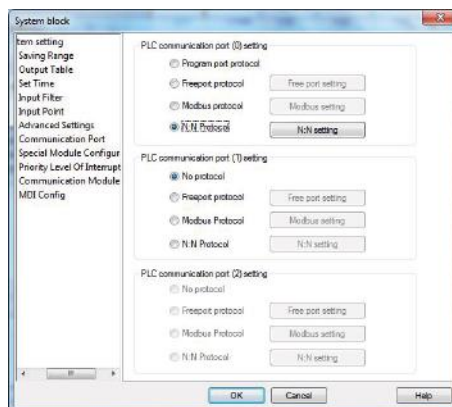 System block
tem setting
Saving Range
Output Table
Set Time
Input Filter
Input Point
Advanced Settings
Communication Port
Special Module Configur
Priority Level Of Interrupt
Communication Module
MDI Config
PLC communication port (0) setting
Program port protocol
Freeport protocol Free port setting
Modbus protocol Modbus setting
N:N Protocol N:N setting
PLC communication port (1) setting
No protocol
Freeport protocol Free port setting
Modbus Protocol Modbus setting
N:N Protocol N:N setting
PLC communication port (2) setting
No protocol
Freeport protocol Free port setting
Modbus Protocol Modbus setting
N:N Protocol N:N setting
OK Cancel Help